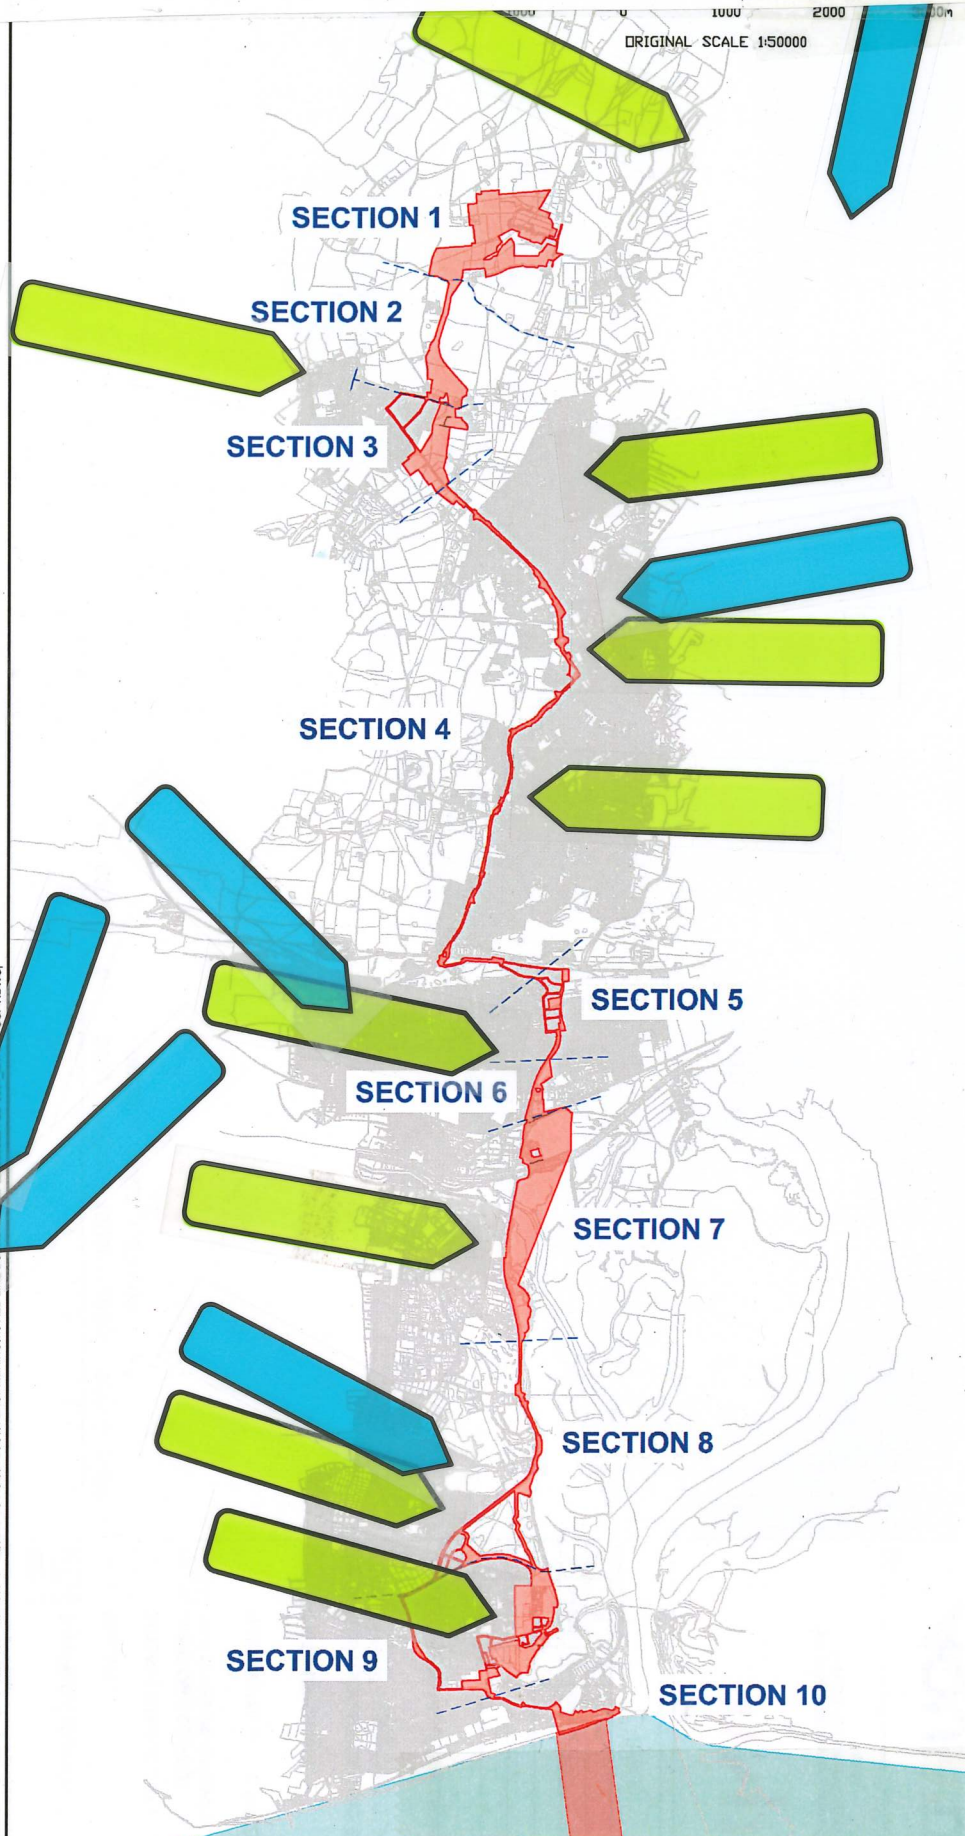 0 1000 2000
ORIGINAL SCALE 1:50000
SECTION 1
SECTION 2
SECTION 3
SECTION 4
SECTION 5
SECTION 6
SECTION 7
SECTION 8
SECTION 9
SECTION 10